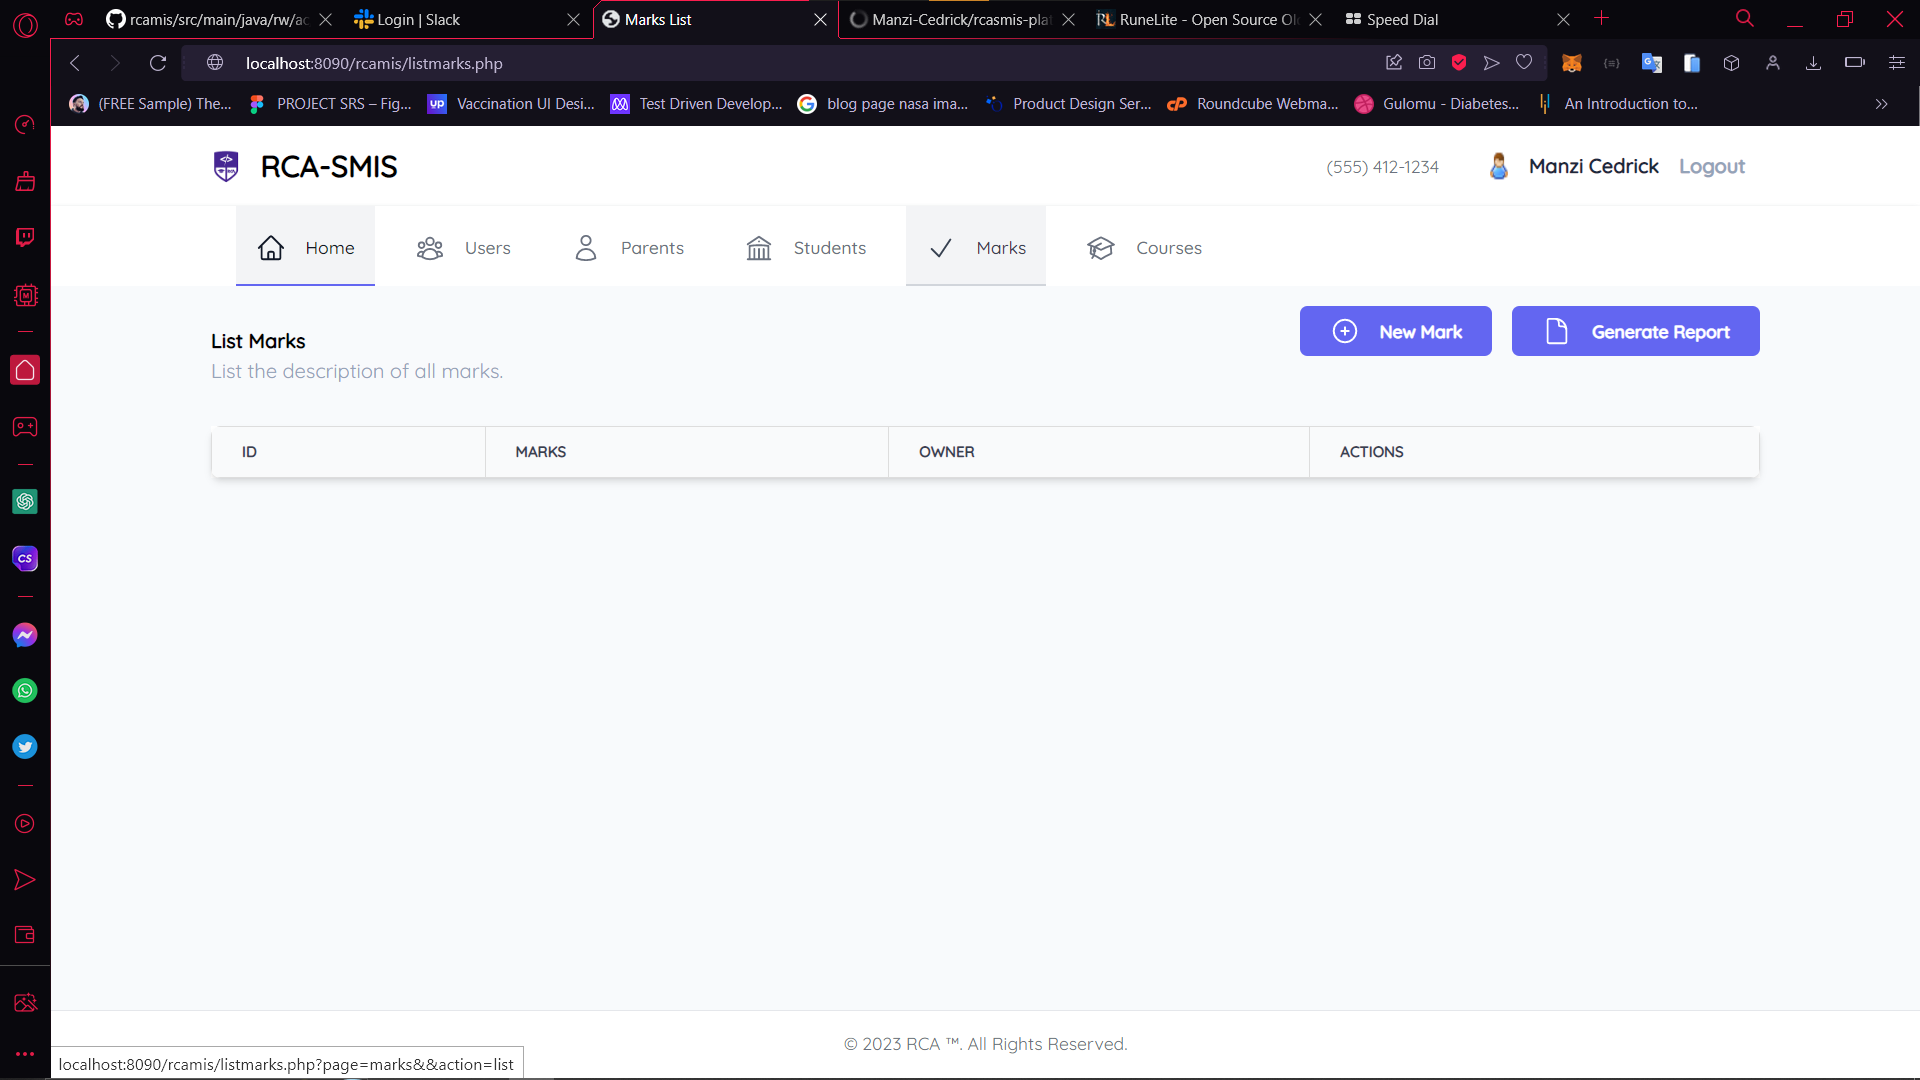 rcamis/src/main/java/rw/ac
Login | Slack
Marks List
Manzi-Cedrick/rcasmis-plat
RuneLite - Open Source Ol
Speed Dial
localhost:8090/rcamis/listmarks.php
(FREE Sample) The...
PROJECT SRS – Fig...
Vaccination UI Desi...
Test Driven Develop...
blog page nasa ima...
Product Design Ser...
Roundcube Webma...
Gulomu - Diabetes...
An Introduction to...
RCA-SMIS
(555) 412-1234
Manzi Cedrick
Logout
Home
Users
Parents
Students
Marks
Courses
List Marks
List the description of all marks.
New Mark
Generate Report
ID
MARKS
OWNER
ACTIONS
CS
© 2023 RCA ™. All Rights Reserved.
localhost:8090/rcamis/listmarks.php?page=marks&&action=list